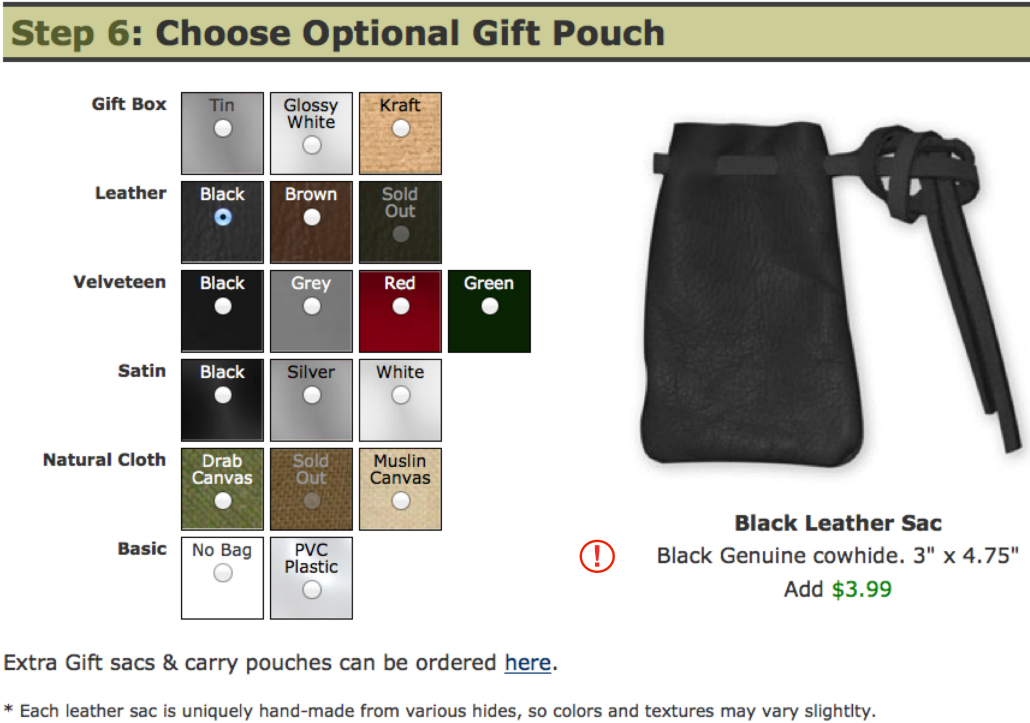 Step 6: Choose Optional Gift Pouch
Gift Box
Tin
Glossy
White
Kraft
Leather
Black
Brown
Sold
Out
Velveteen
Black
Grey
Red
Green
Satin
Black
Silver
White
Natural Cloth
Drab
Canvas
Sold
Out
Muslin
Canvas
Basic
No Bag
PVC
Plastic
Black Leather Sac
! Black Genuine cowhide. 3" x 4.75"
Add $3.99
Extra Gift sacs & carry pouches can be ordered here.
* Each leather sac is uniquely hand-made from various hides, so colors and textures may vary slightlty.